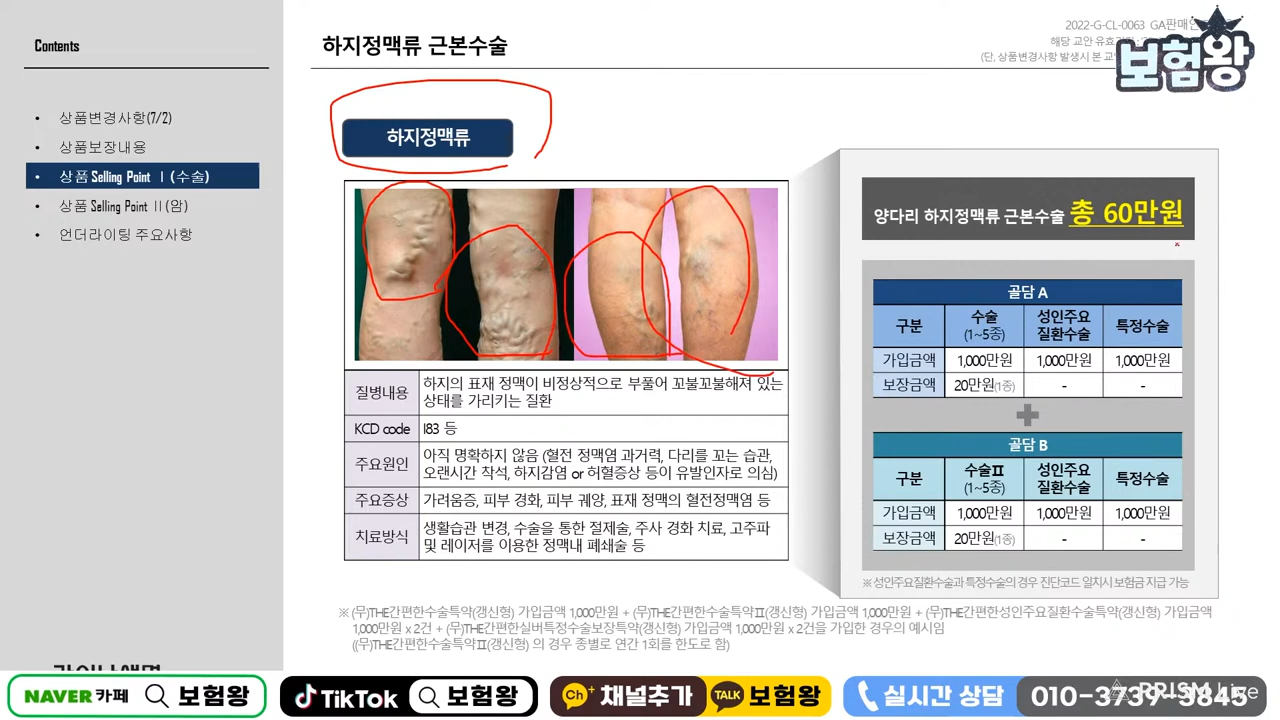 Contents
상품변경사항(7/2)
상품보장내용
상품 Selling Point Ⅰ (수술)
상품 Selling Point Ⅱ (암)
언더라이팅 주요사항
하지정맥류 근본수술
2022-G-CL-0063 GA판매인
해당 교안 유효기간 :
(단, 상품변경사항 발생시 본 교
보험왕
하지정맥류
질병내용
하지의 표재 정맥이 비정상적으로 부풀어 꼬불꼬불해져 있는
상태를 가리키는 질환
KCD code
I83 등
주요원인
아직 명확하지 않음 (혈전 정맥염 과거력, 다리를 꼬는 습관,
오랜시간 착석, 하지감염 or 허혈증상 등이 유발인자로 의심)
주요증상
가려움증, 피부 경화, 피부 궤양, 표재 정맥의 혈전정맥염 등
치료방식
생활습관 변경, 수술을 통한 절제술, 주사 경화 치료, 고주파
및 레이저를 이용한 정맥내 폐쇄술 등
양다리 하지정맥류 근본수술 총 60만원
골담 A
구분 수술(1~5종) 성인주요질환수술 특정수술
가입금액 1,000만원 1,000만원 1,000만원
보장금액 20만원(1종) - -
골담 B
구분 수술Ⅱ(1~5종) 성인주요질환수술 특정수술
가입금액 1,000만원 1,000만원 1,000만원
보장금액 20만원(1종) - -
※ 성인주요질환수술과 특정수술의 경우 진단코드 일치시 보험금 지급 가능
※ (무)THE간편한수술특약(갱신형) 가입금액 1,000만원 + (무)THE간편한수술특약Ⅱ(갱신형) 가입금액 1,000만원 + (무)THE간편한성인주요질환수술특약(갱신형) 가입금액
1,000만원 x 2건 + (무)THE간편한실버특정수술보장특약(갱신형) 가입금액 1,000만원 x 2건을 가입한 경우의 예시임
((무)THE간편한수술특약Ⅱ(갱신형) 의 경우 종별로 연간 1회를 한도로 함)
NAVER 카페 보험왕
TikTok 보험왕
Ch+ 채널추가 TALK 보험왕
실시간 상담 010-3739-5845
PRISM Live